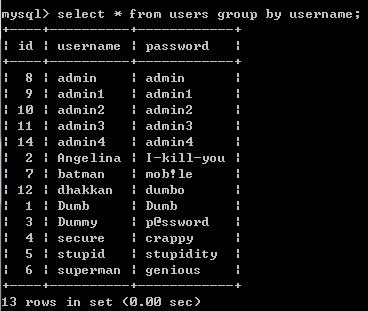 mysql> select * from users group by username;
+----+----------+------------+
| id | username | password   |
+----+----------+------------+
|  8 | admin    | admin      |
|  9 | admin1   | admin1     |
| 10 | admin2   | admin2     |
| 11 | admin3   | admin3     |
| 14 | admin4   | admin4     |
|  2 | Angelina | I-kill-you |
|  7 | batman   | mob!le     |
| 12 | dhakkan  | dumbo      |
|  1 | Dumb     | Dumb       |
|  3 | Dummy    | p@ssword   |
|  4 | secure   | crappy     |
|  5 | stupid   | stupidity  |
|  6 | superman | genious    |
+----+----------+------------+
13 rows in set (0.00 sec)